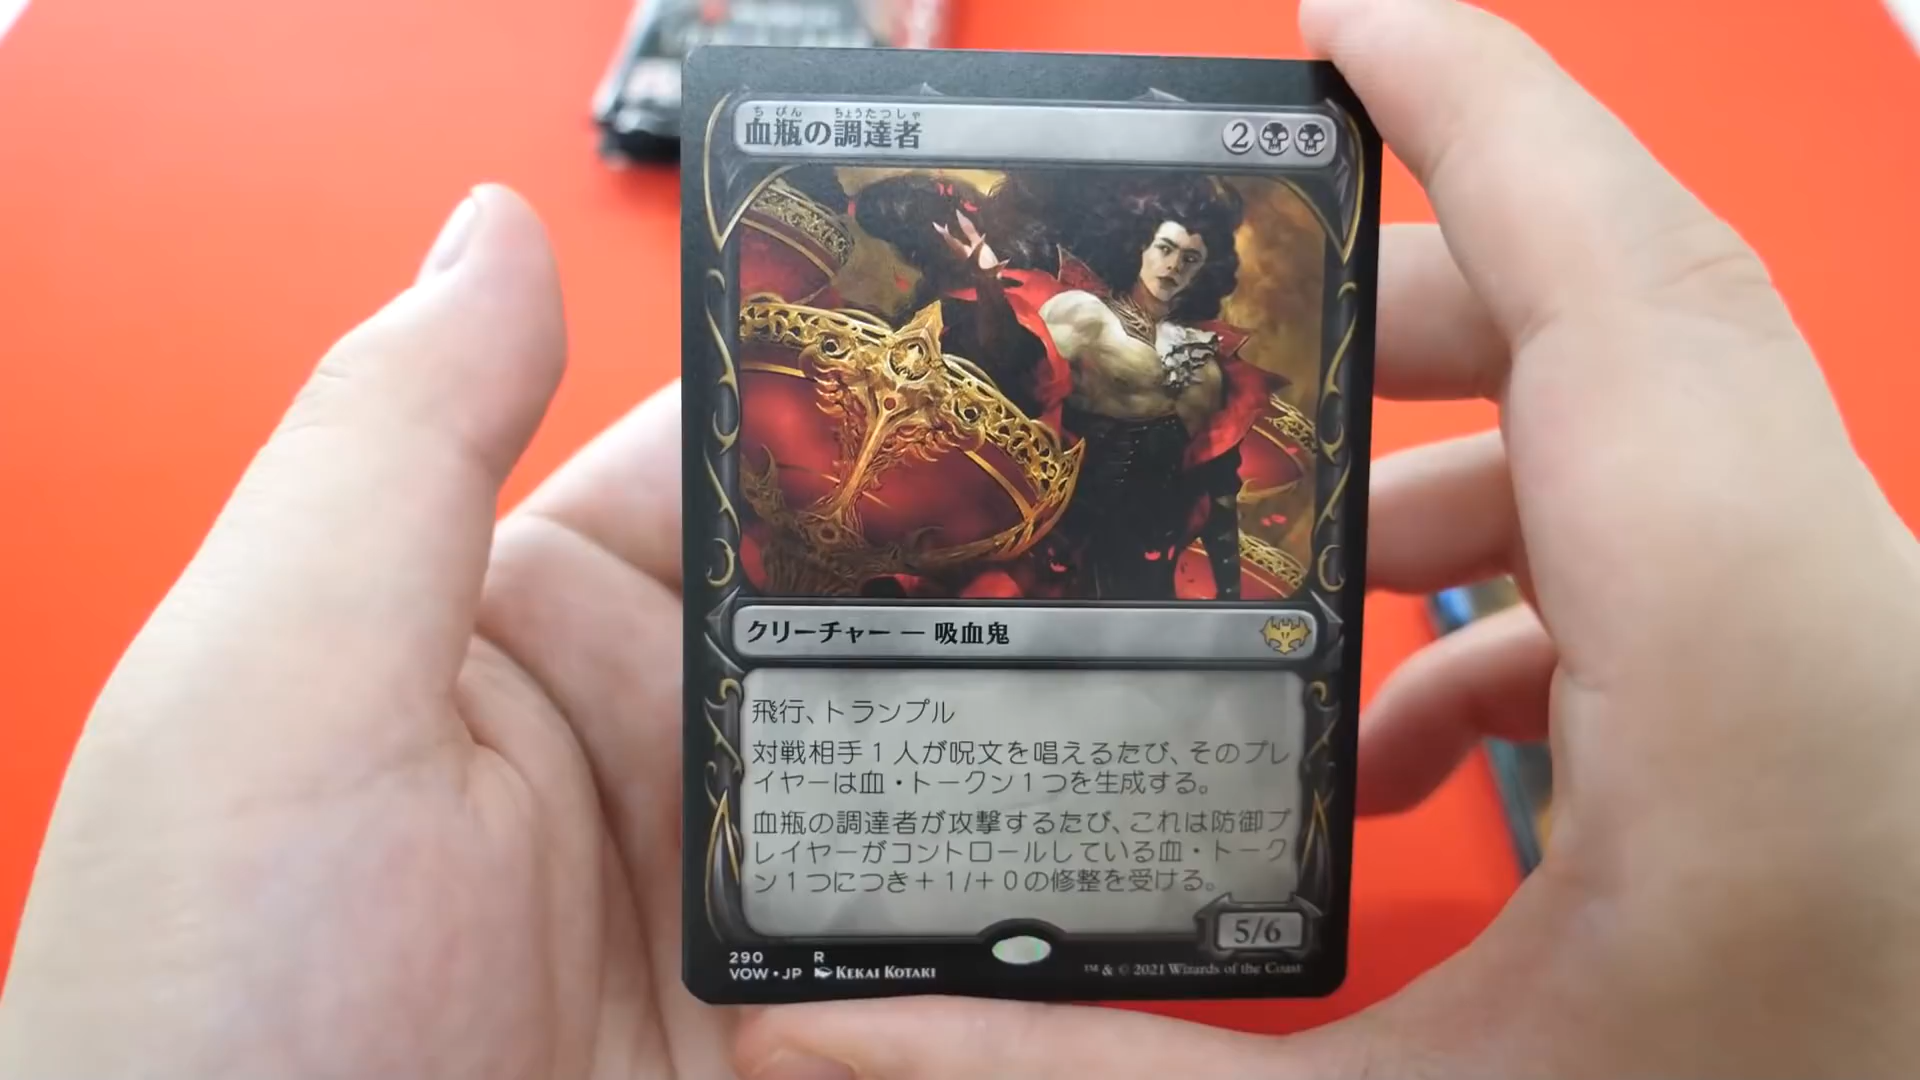 ちびん ちょうたつしゃ
血瓶の調達者 2
クリーチャー — 吸血鬼
飛行、トランプル
対戦相手1人が呪文を唱えるたび、そのプレ
イヤーは血・トークン1つを生成する。
血瓶の調達者が攻撃するたび、これは防御プ
レイヤーがコントロールしている血・トーク
ン1つにつき+1/+0の修整を受ける。
5/6
290 R
VOW • JP KEKAI KOTAKI
™ & © 2021 Wizards of the Coast